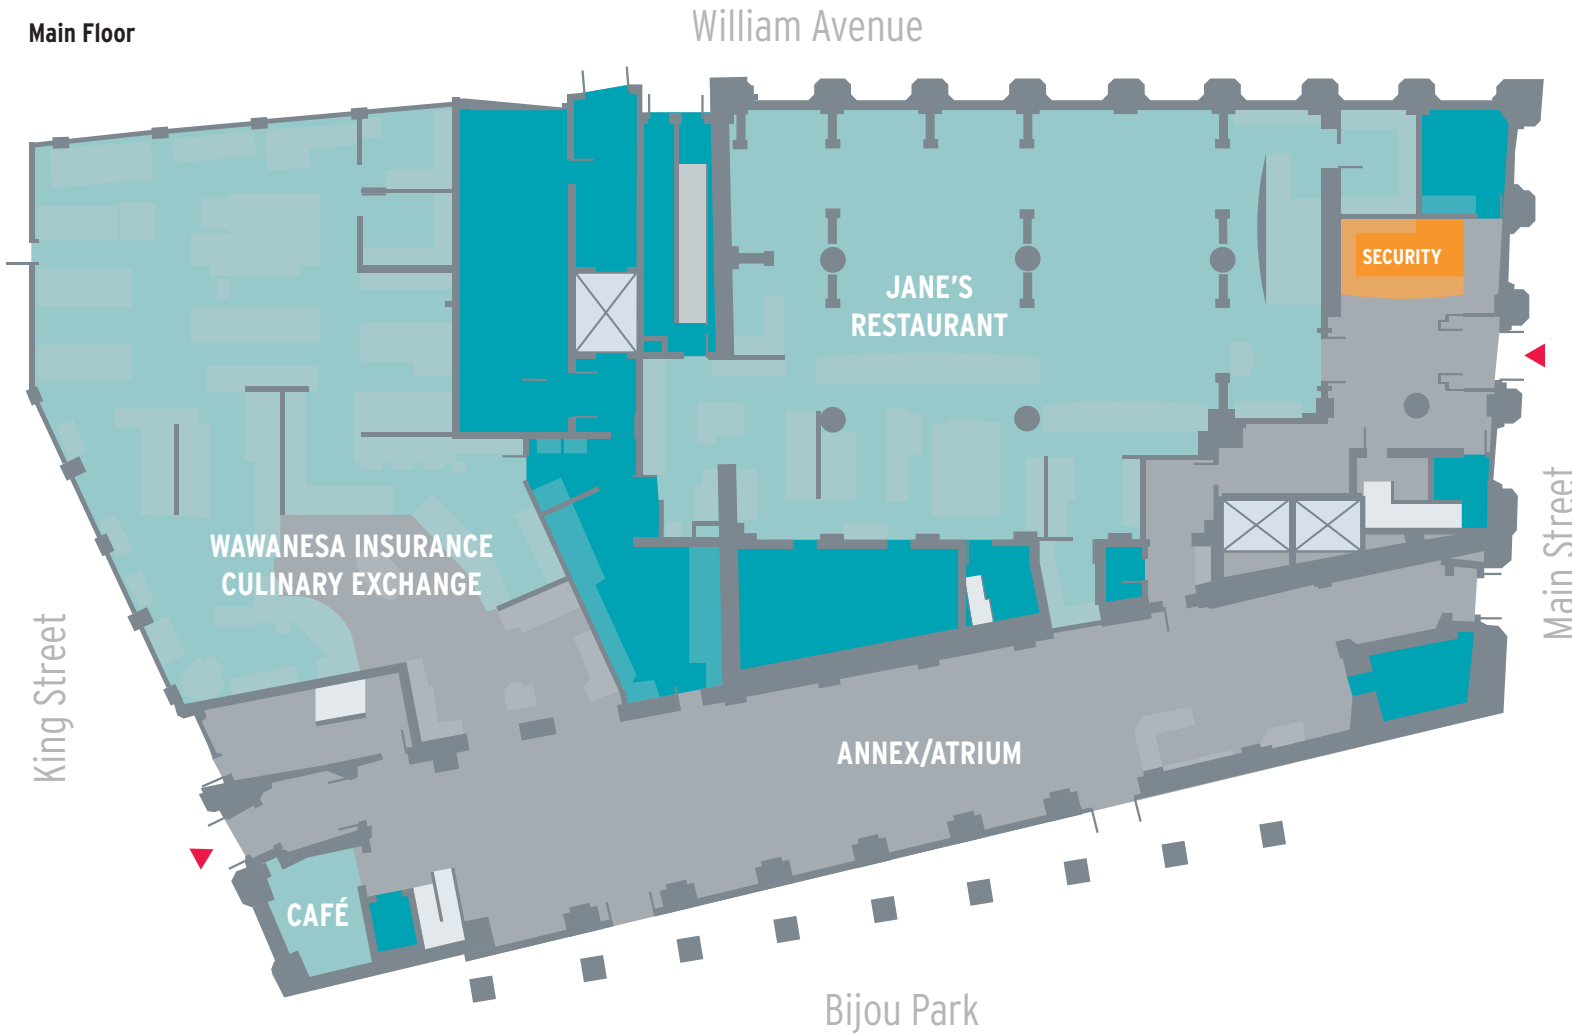 Main Floor
William Avenue
SECURITY
JANE'S
RESTAURANT
WAWANESA INSURANCE
CULINARY EXCHANGE
Main Street
King Street
ANNEX/ATRIUM
CAFÉ
Bijou Park